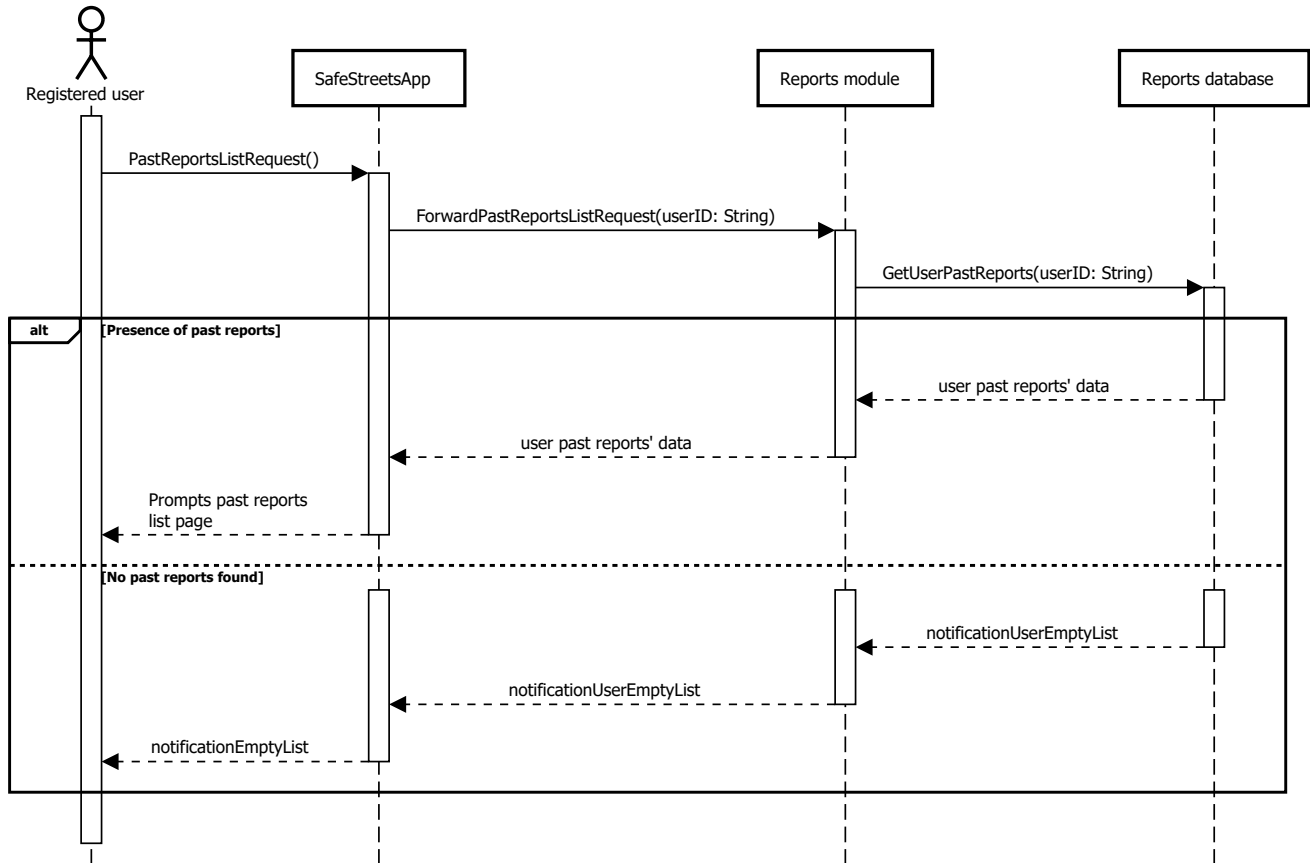 Registered user
SafeStreetsApp
Reports module
Reports database
PastReportsListRequest()
ForwardPastReportsListRequest(userID: String)
GetUserPastReports(userID: String)
alt
[Presence of past reports]
user past reports' data
user past reports' data
Prompts past reports
list page
[No past reports found]
notificationUserEmptyList
notificationUserEmptyList
notificationEmptyList